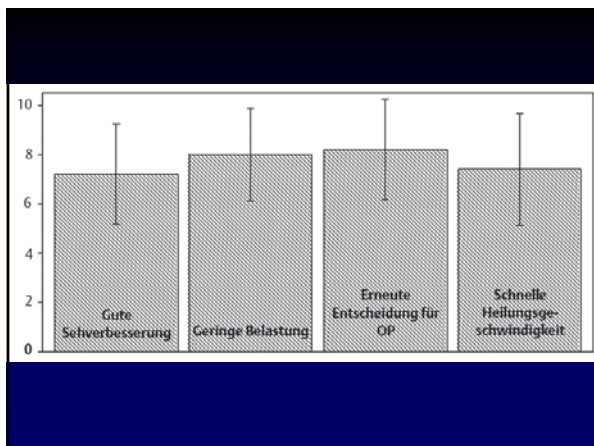 10
8
6
4
2
0
Gute
Sehverbesserung
Geringe Belastung
Erneute
Entscheidung für
OP
Schnelle
Heilungsge-
schwindigkeit